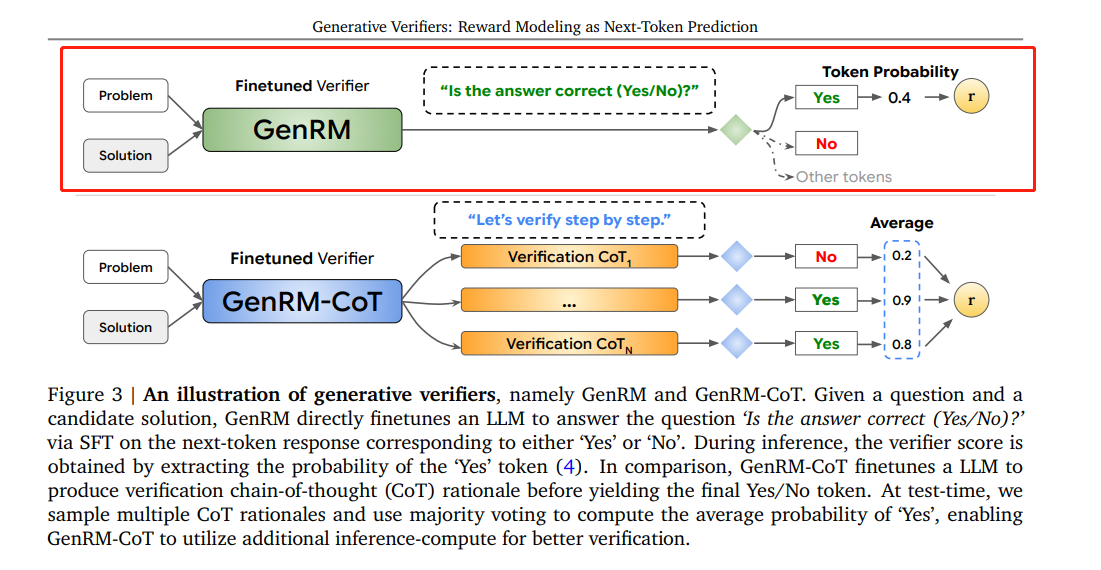 Generative Verifiers: Reward Modeling as Next-Token Prediction
Problem
Solution
Finetuned Verifier
GenRM
“Is the answer correct (Yes/No)?”
Token Probability
Yes
0.4
r
No
Other tokens
Problem
Solution
Finetuned Verifier
GenRM-CoT
“Let’s verify step by step.”
Average
Verification CoT1
No
0.2
...
Yes
0.9
r
Verification CoTN
Yes
0.8
Figure 3 | An illustration of generative verifiers, namely GenRM and GenRM-CoT. Given a question and a
candidate solution, GenRM directly finetunes an LLM to answer the question ‘Is the answer correct (Yes/No)?’
via SFT on the next-token response corresponding to either ‘Yes’ or ‘No’. During inference, the verifier score is
obtained by extracting the probability of the ‘Yes’ token (4). In comparison, GenRM-CoT finetunes a LLM to
produce verification chain-of-thought (CoT) rationale before yielding the final Yes/No token. At test-time, we
sample multiple CoT rationales and use majority voting to compute the average probability of ‘Yes’, enabling
GenRM-CoT to utilize additional inference-compute for better verification.